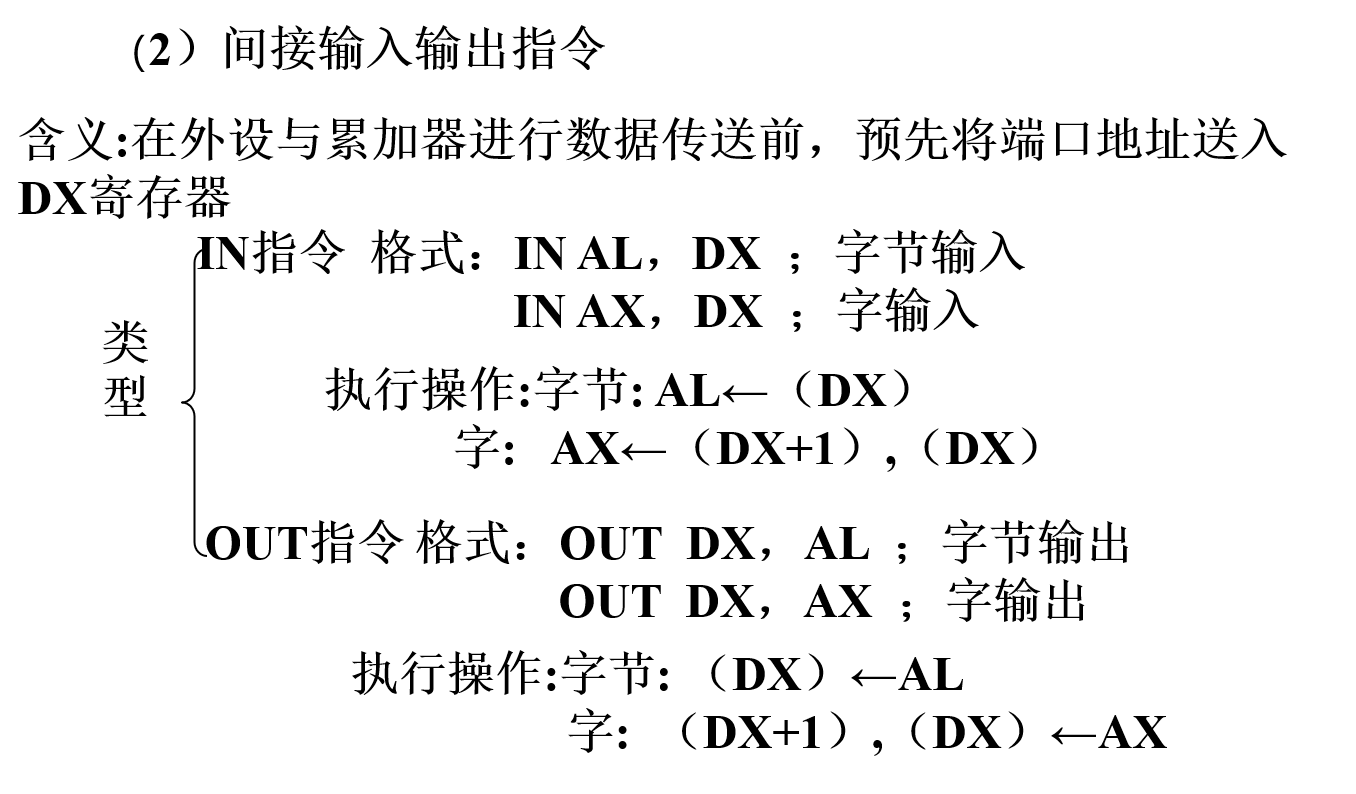 (2）间接输入输出指令
含义:在外设与累加器进行数据传送前，预先将端口地址送入
DX寄存器
类型
IN指令 格式：IN AL，DX ；字节输入
IN AX，DX ；字输入
执行操作:字节: AL←（DX）
字： AX←（DX+1）,（DX）
OUT指令 格式：OUT DX，AL ；字节输出
OUT DX，AX ；字输出
执行操作:字节:（DX）←AL
字：（DX+1）,（DX）←AX